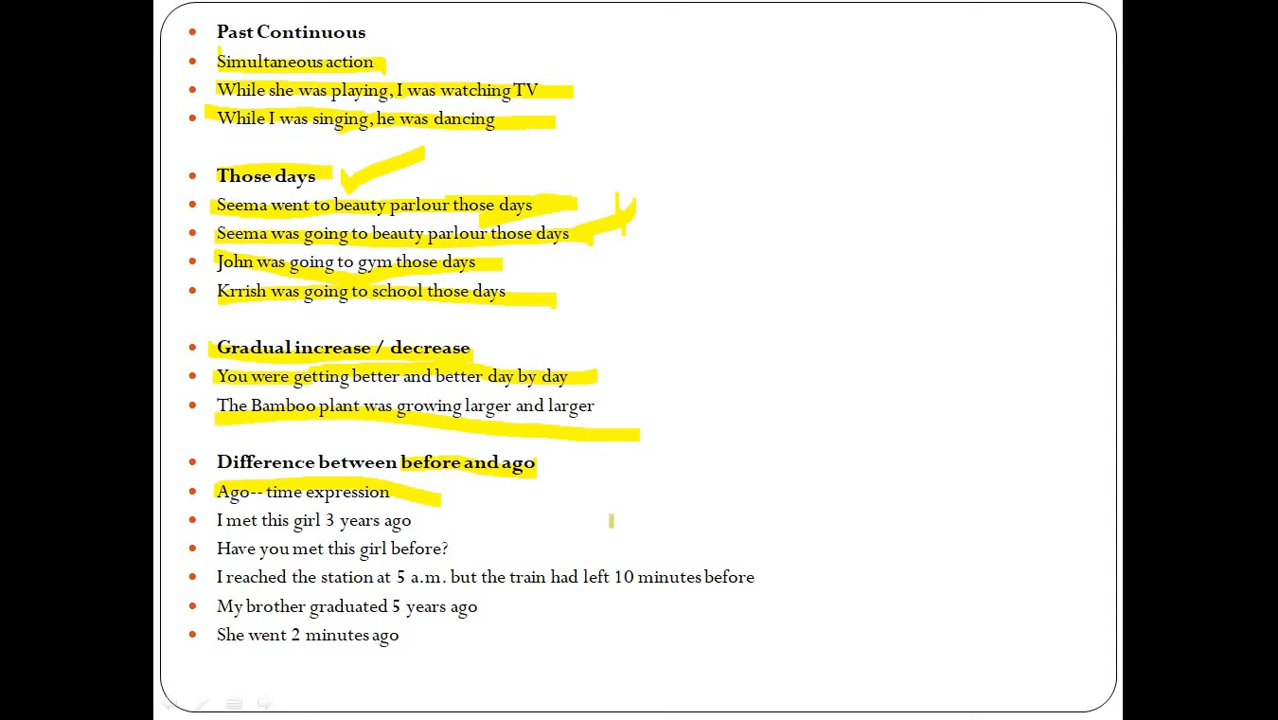 Past Continuous
Simultaneous action
While she was playing, I was watching TV
While I was singing, he was dancing
Those days
Seema went to beauty parlour those days
Seema was going to beauty parlour those days
John was going to gym those days
Krrish was going to school those days
Gradual increase / decrease
You were getting better and better day by day
The Bamboo plant was growing larger and larger
Difference between before and ago
Ago-- time expression
I met this girl 3 years ago
Have you met this girl before?
I reached the station at 5 a.m. but the train had left 10 minutes before
My brother graduated 5 years ago
She went 2 minutes ago